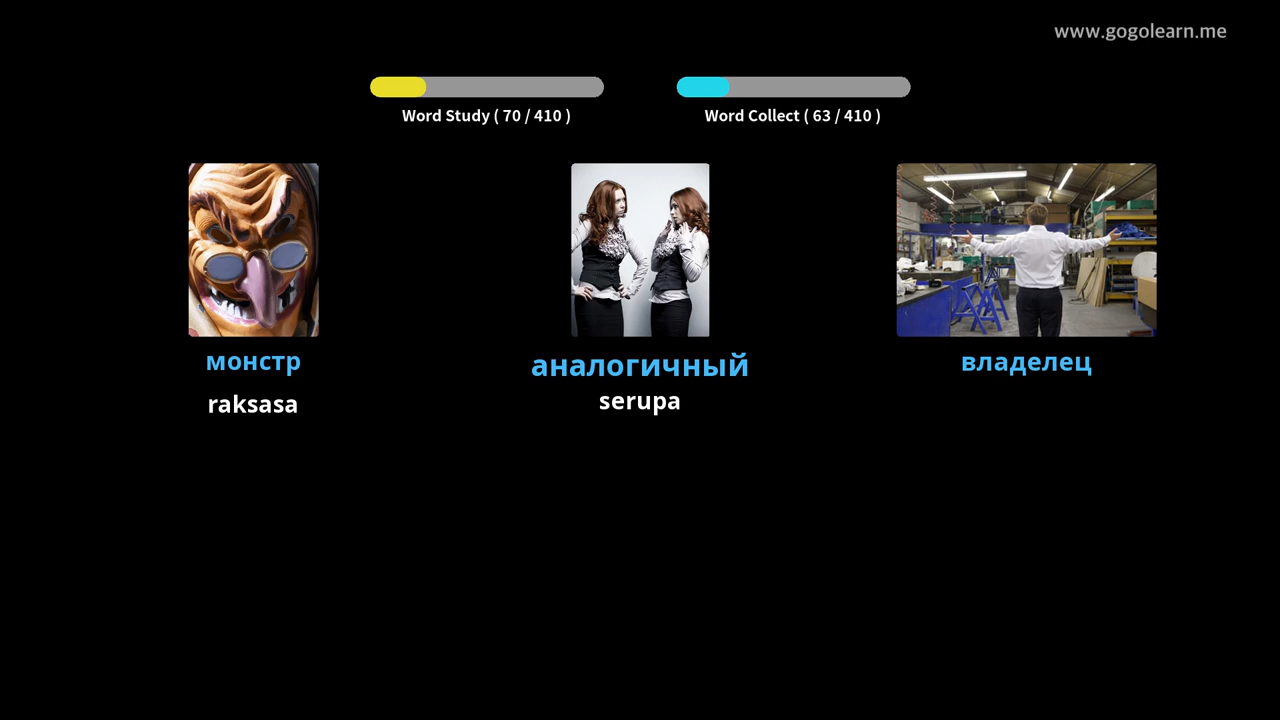 www.gogolearn.me
Word Study ( 70 / 410 )
Word Collect ( 63 / 410 )
монстр
raksasa
аналогичный
serupa
владелец